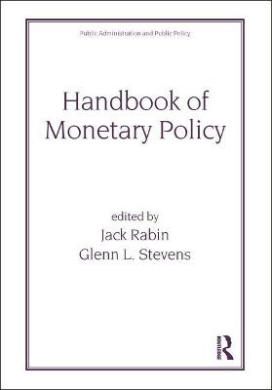 Public Administration and Public Policy
Handbook of
Monetary Policy
edited by
Jack Rabin
Glenn L. Stevens
R
ROUTLEDGE